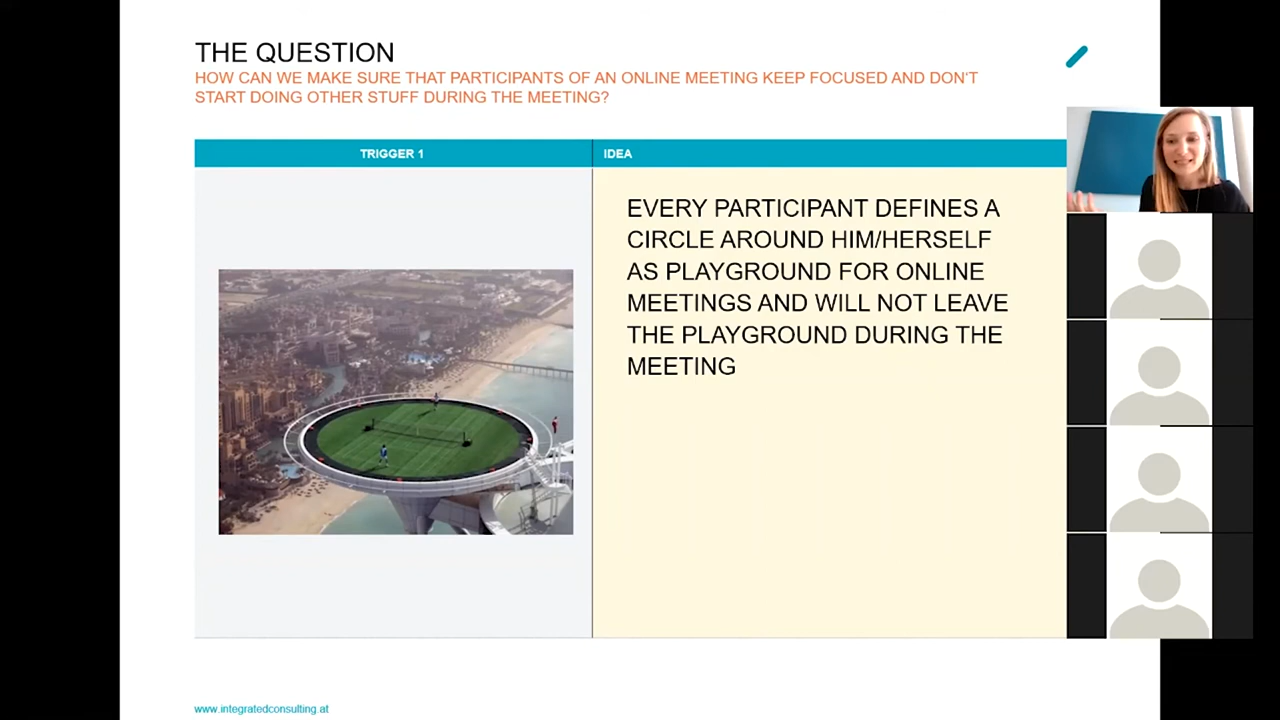 THE QUESTION
HOW CAN WE MAKE SURE THAT PARTICIPANTS OF AN ONLINE MEETING KEEP FOCUSED AND DON'T
START DOING OTHER STUFF DURING THE MEETING?
TRIGGER 1
IDEA
EVERY PARTICIPANT DEFINES A
CIRCLE AROUND HIM/HERSELF
AS PLAYGROUND FOR ONLINE
MEETINGS AND WILL NOT LEAVE
THE PLAYGROUND DURING THE
MEETING
www.integratedconsulting.at